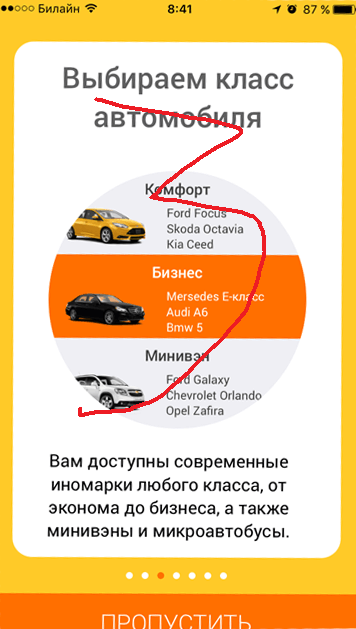 Билайн 8:41 87 %
Выбираем класс
автомобиля
Комфорт
Ford Focus
Skoda Octavia
Kia Ceed
Бизнес
Mersedes Е-класс
Audi A6
Bmw 5
Минивэн
Ford Galaxy
Chevrolet Orlando
Opel Zafira
Вам доступны современные
иномарки любого класса, от
эконома до бизнеса, а также
минивэны и микроавтобусы.
ПРОПУСТИТЬ